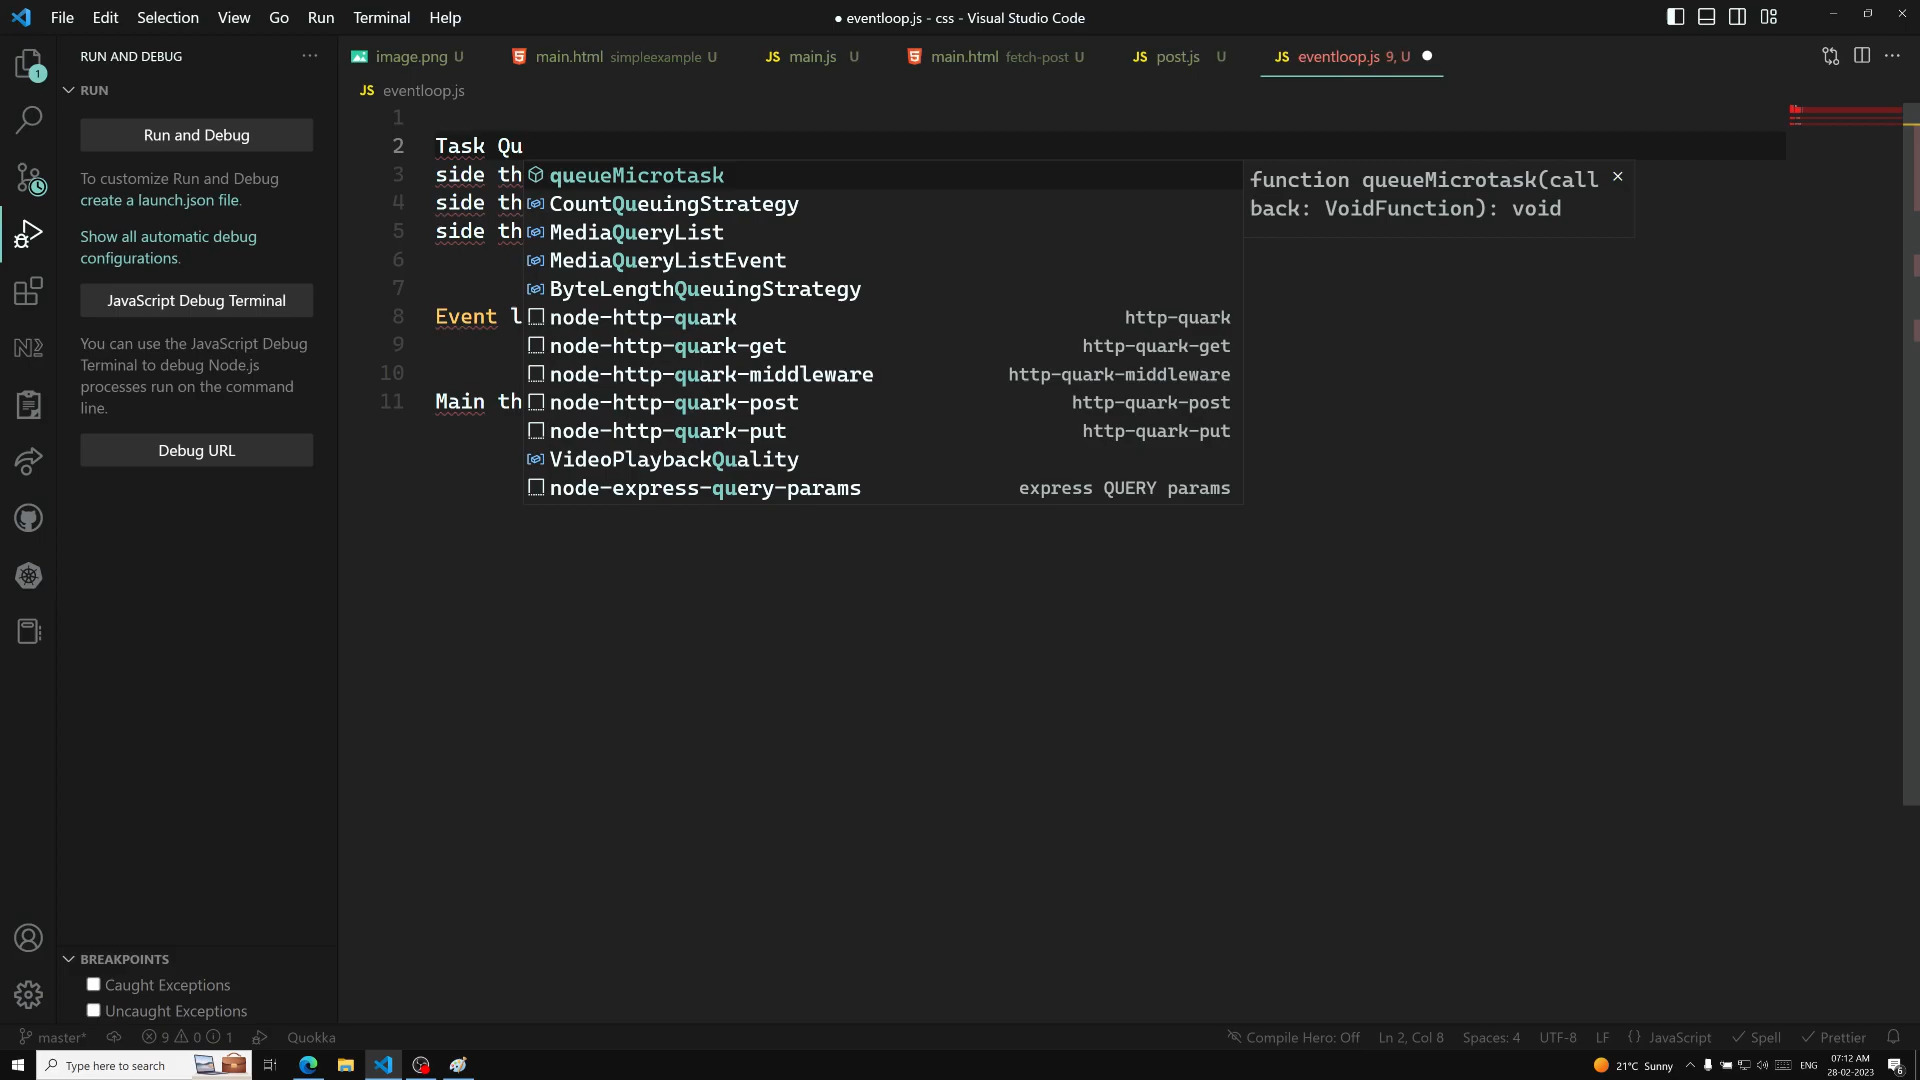 File Edit Selection View Go Run Terminal Help
● eventloop.js - css - Visual Studio Code
RUN AND DEBUG ···
image.png U
main.html simpleexample U
JS main.js U
main.html fetch-post U
JS post.js U
JS eventloop.js 9, U ●
RUN
JS eventloop.js
Run and Debug
To customize Run and Debug
create a launch.json file.
Show all automatic debug
configurations.
JavaScript Debug Terminal
You can use the JavaScript Debug
Terminal to debug Node.js
processes run on the command
line.
Debug URL
1
2 Task Qu
3 side th
4 side th
5 side th
6
7
8 Event l
9
10
11 Main th
queueMicrotask
CountQueuingStrategy
MediaQueryList
MediaQueryListEvent
ByteLengthQueuingStrategy
node-http-quark http-quark
node-http-quark-get http-quark-get
node-http-quark-middleware http-quark-middleware
node-http-quark-post http-quark-post
node-http-quark-put http-quark-put
VideoPlaybackQuality
node-express-query-params express QUERY params
function queueMicrotask(call
back: VoidFunction): void
1
BREAKPOINTS
Caught Exceptions
Uncaught Exceptions
master* 9 0 1 Quokka
Compile Hero: Off Ln 2, Col 8 Spaces: 4 UTF-8 LF {} JavaScript Spell Prettier
Type here to search
21°C Sunny ENG 07:12 AM
28-02-2023
6